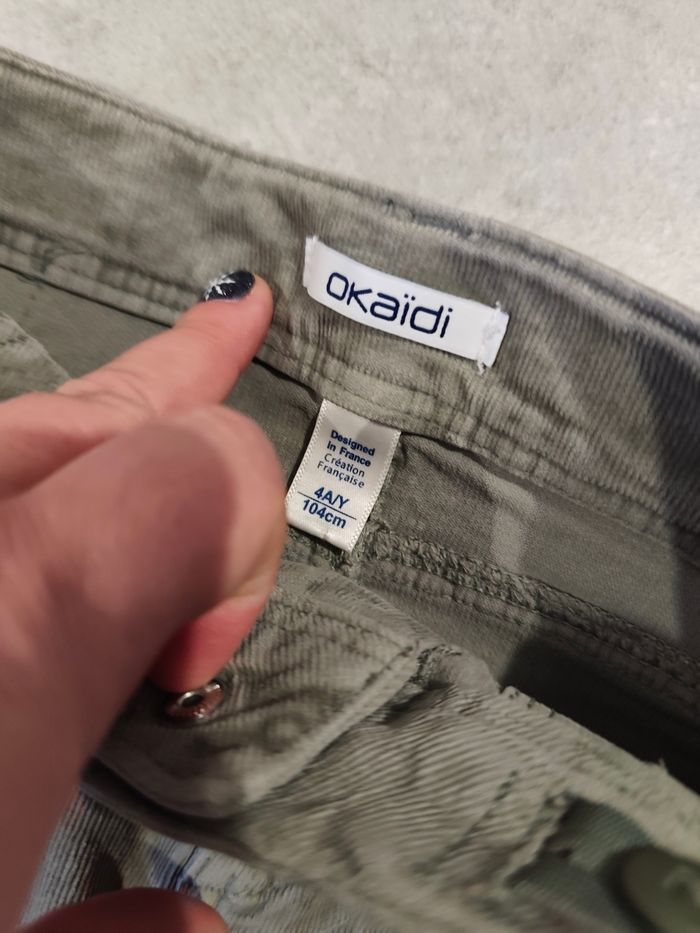 okaïdi
Designed
in France
Création
Française
4A/Y
104cm